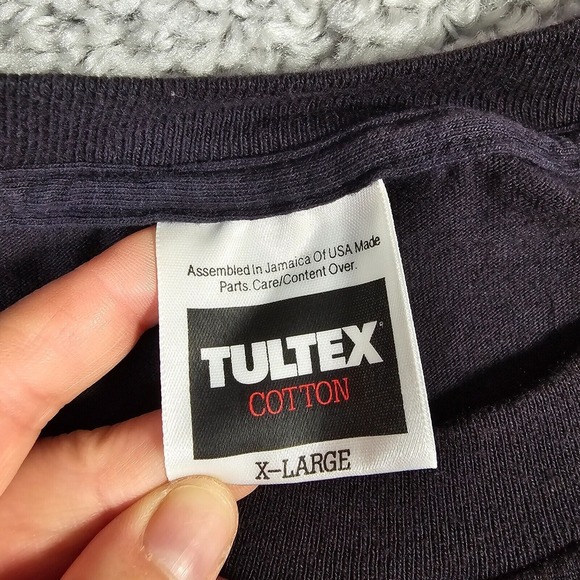 Assembled In Jamaica Of USA Made
Parts. Care/Content Over.
TULTEX
COTTON
X-LARGE